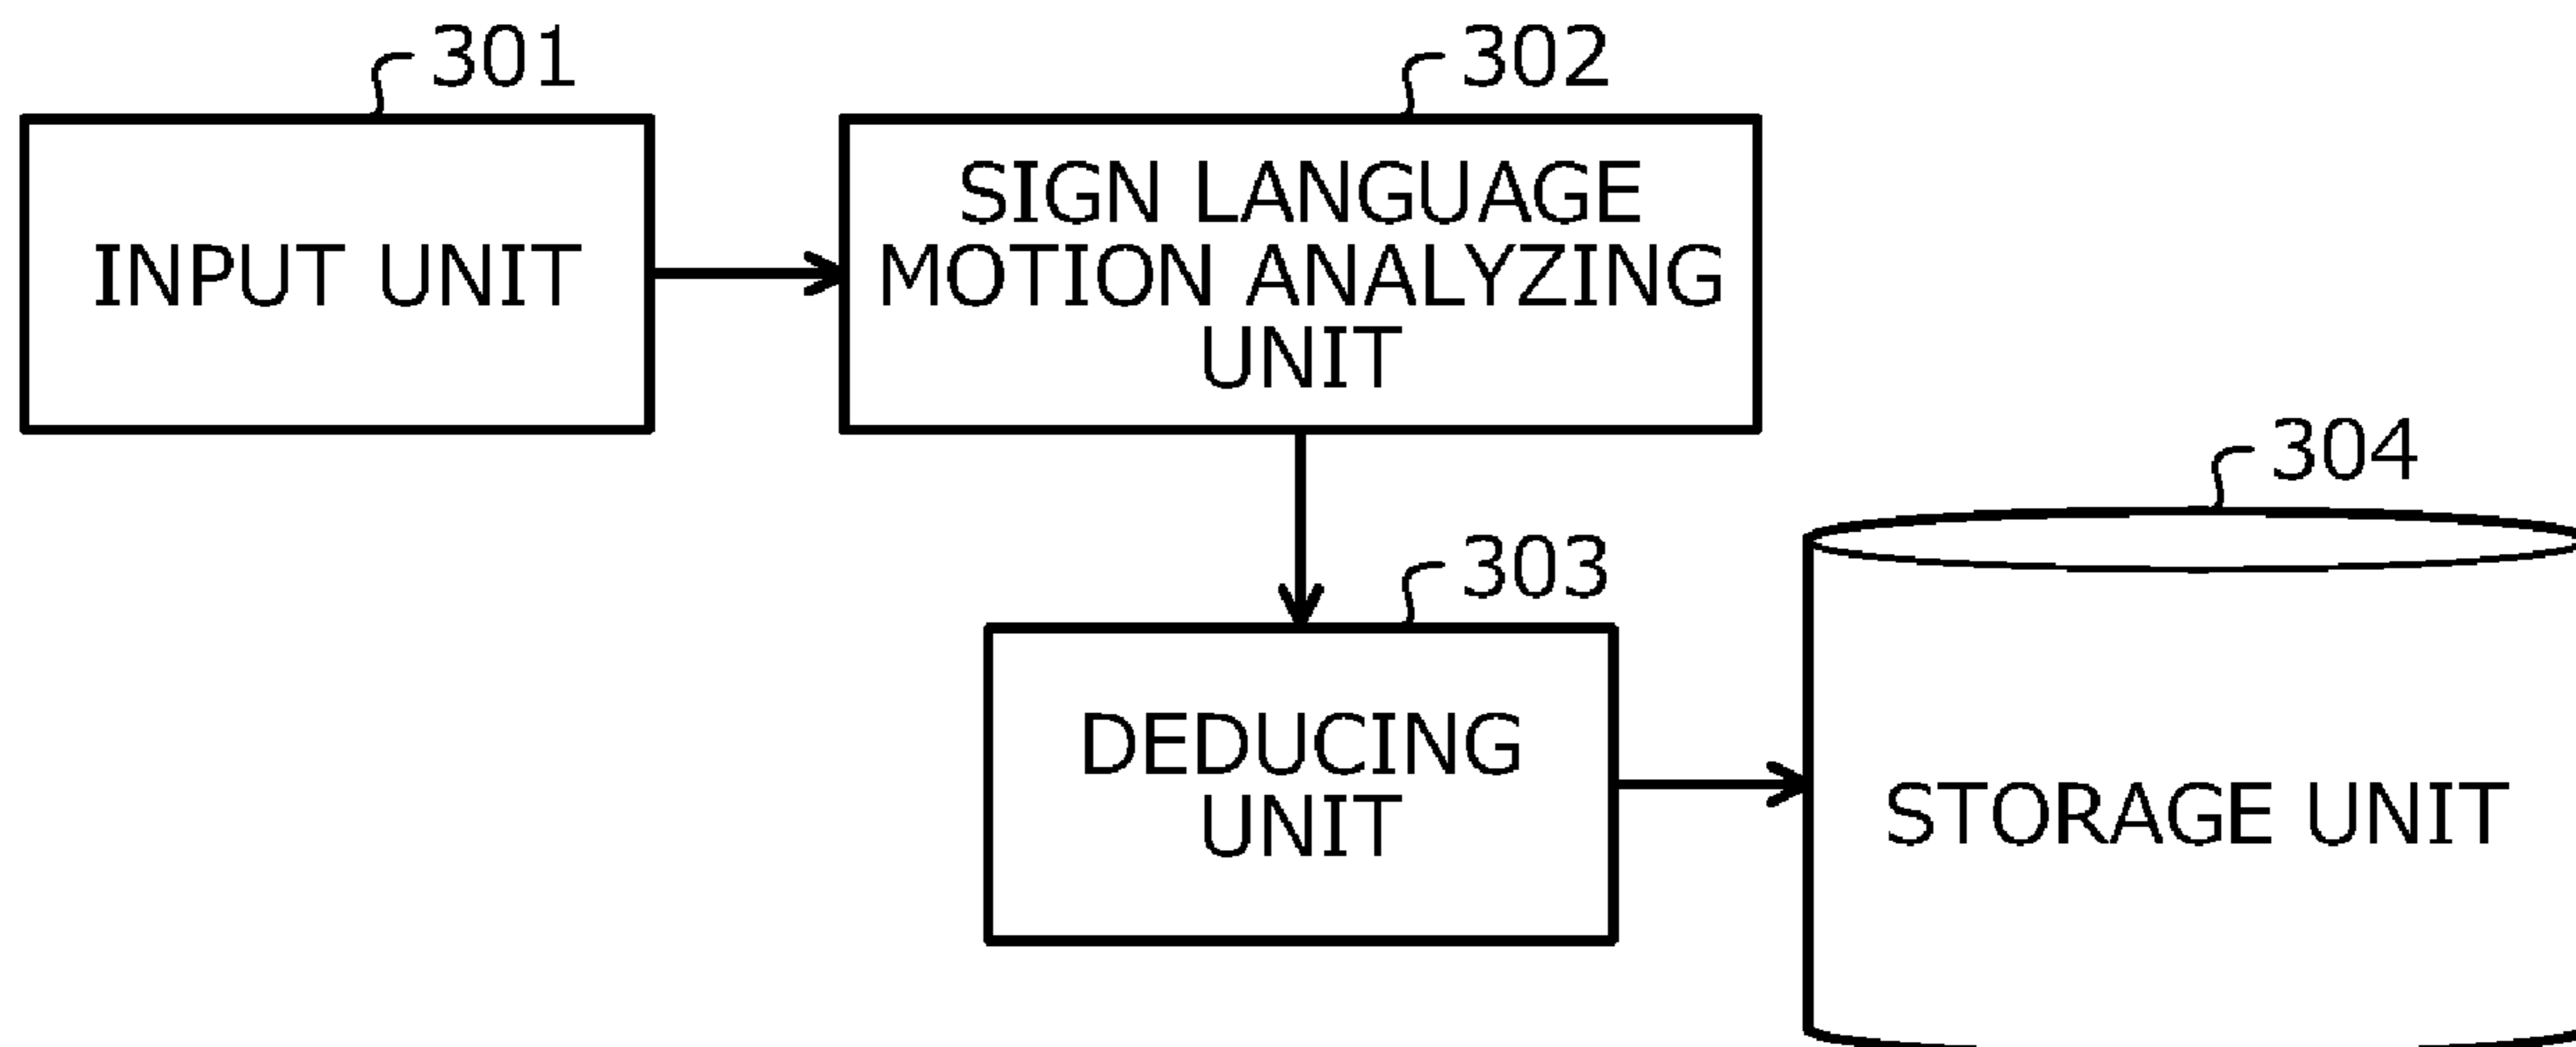 301
INPUT UNIT
302
SIGN LANGUAGE
MOTION ANALYZING
UNIT
303
DEDUCING
UNIT
304
STORAGE UNIT